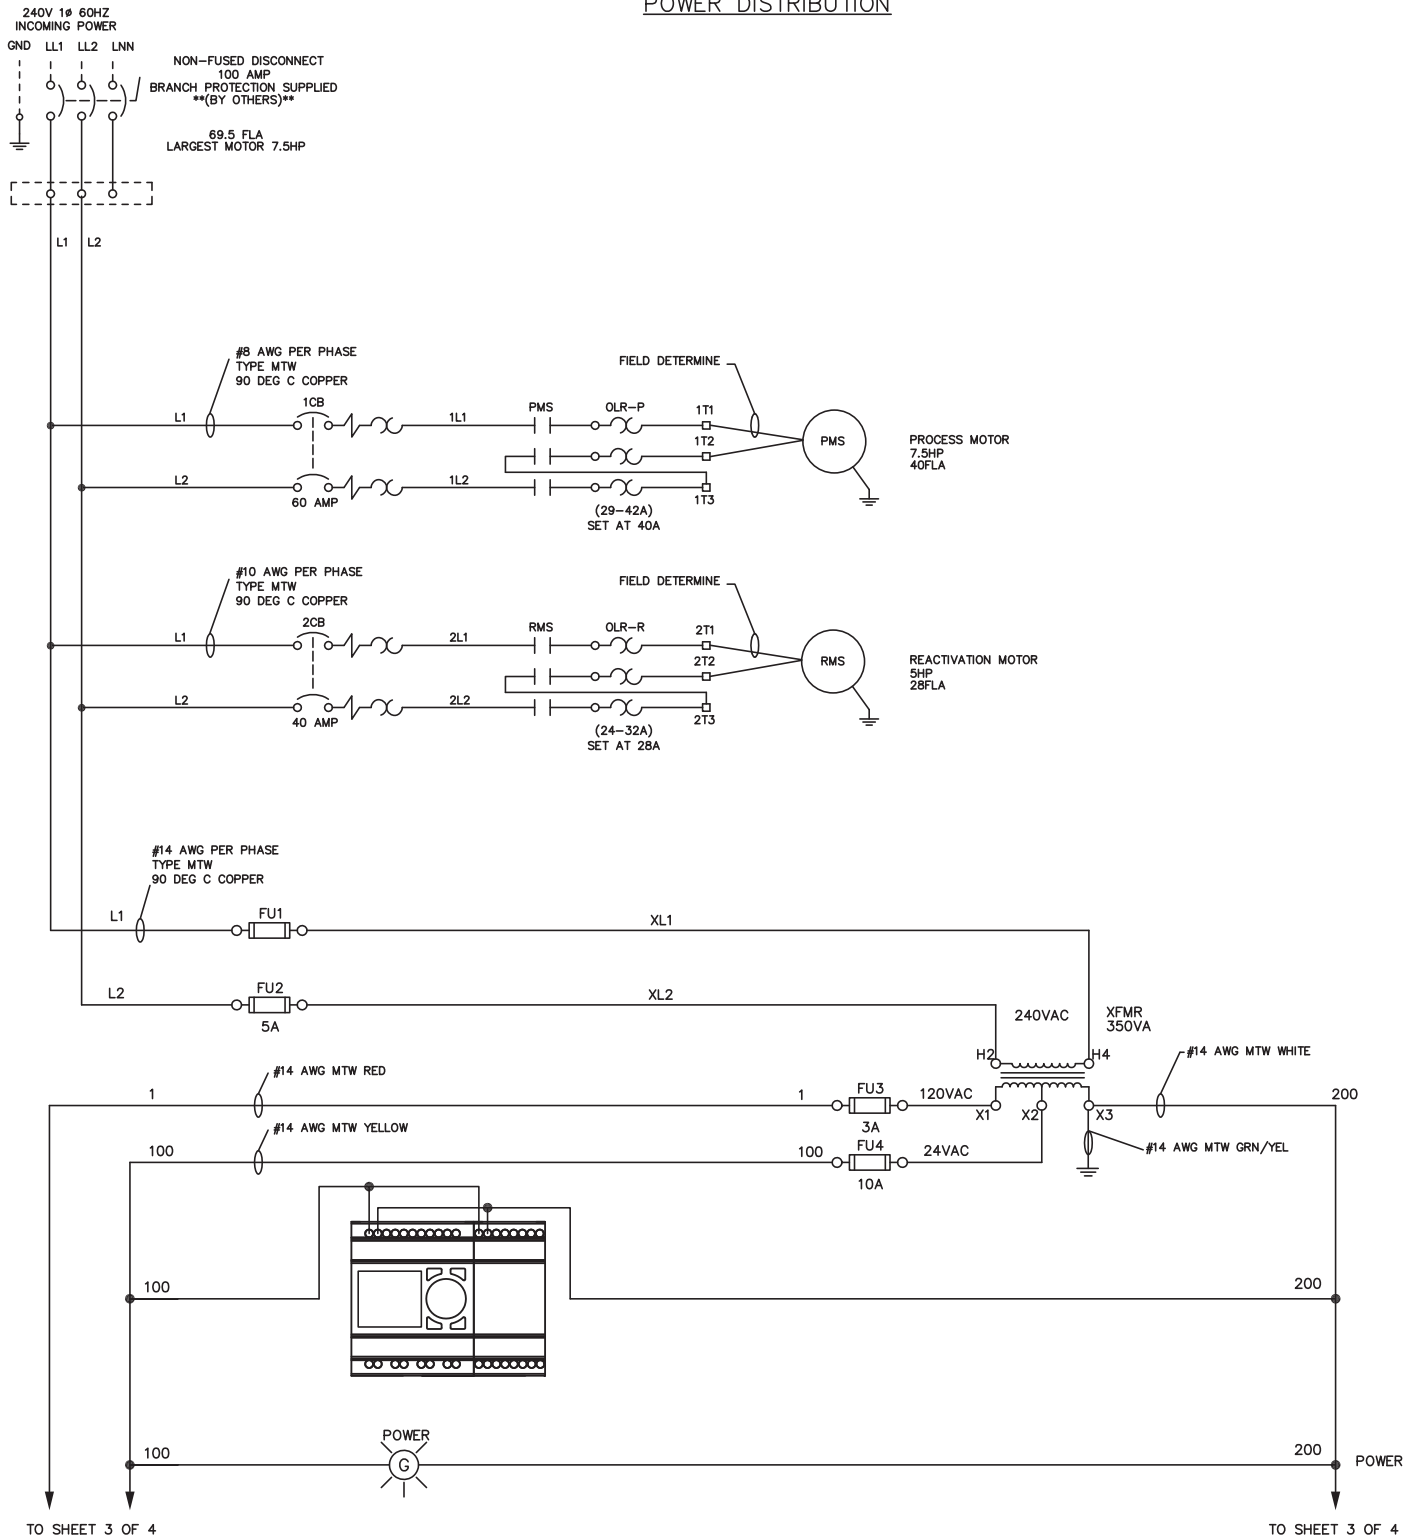 POWER DISTRIBUTION
240V 1ø 60HZ
INCOMING POWER
GND LL1 LL2 LNN
NON-FUSED DISCONNECT
100 AMP
BRANCH PROTECTION SUPPLIED
**(BY OTHERS)**
69.5 FLA
LARGEST MOTOR 7.5HP
L1 L2
#8 AWG PER PHASE
TYPE MTW
90 DEG C COPPER
FIELD DETERMINE
1CB
PMS
OLR-P
1T1
L1
1L1
1T2
PMS
PROCESS MOTOR
7.5HP
40FLA
L2
1L2
1T3
60 AMP
(29-42A)
SET AT 40A
#10 AWG PER PHASE
TYPE MTW
90 DEG C COPPER
FIELD DETERMINE
2CB
RMS
OLR-R
2T1
L1
2L1
2T2
RMS
REACTIVATION MOTOR
5HP
28FLA
L2
2L2
2T3
40 AMP
(24-32A)
SET AT 28A
#14 AWG PER PHASE
TYPE MTW
90 DEG C COPPER
L1
FU1
XL1
L2
FU2
XL2
5A
240VAC
XFMR
350VA
H2
H4
#14 AWG MTW WHITE
#14 AWG MTW RED
1
1
FU3
120VAC
200
3A
X1
X2
X3
#14 AWG MTW YELLOW
FU4
#14 AWG MTW GRN/YEL
100
100
24VAC
10A
100
200
POWER
100
G
200
POWER
TO SHEET 3 OF 4
TO SHEET 3 OF 4